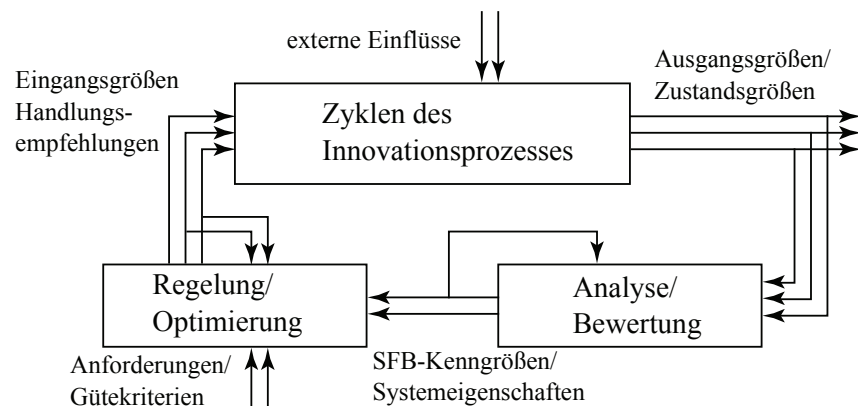 externe Einflüsse
Ausgangsgrößen/
Zustandsgrößen
Eingangsgrößen
Handlungs-
empfehlungen
Zyklen des
Innovationsprozesses
Regelung/
Optimierung
Analyse/
Bewertung
Anforderungen/
Gütekriterien
SFB-Kenngrößen/
Systemeigenschaften